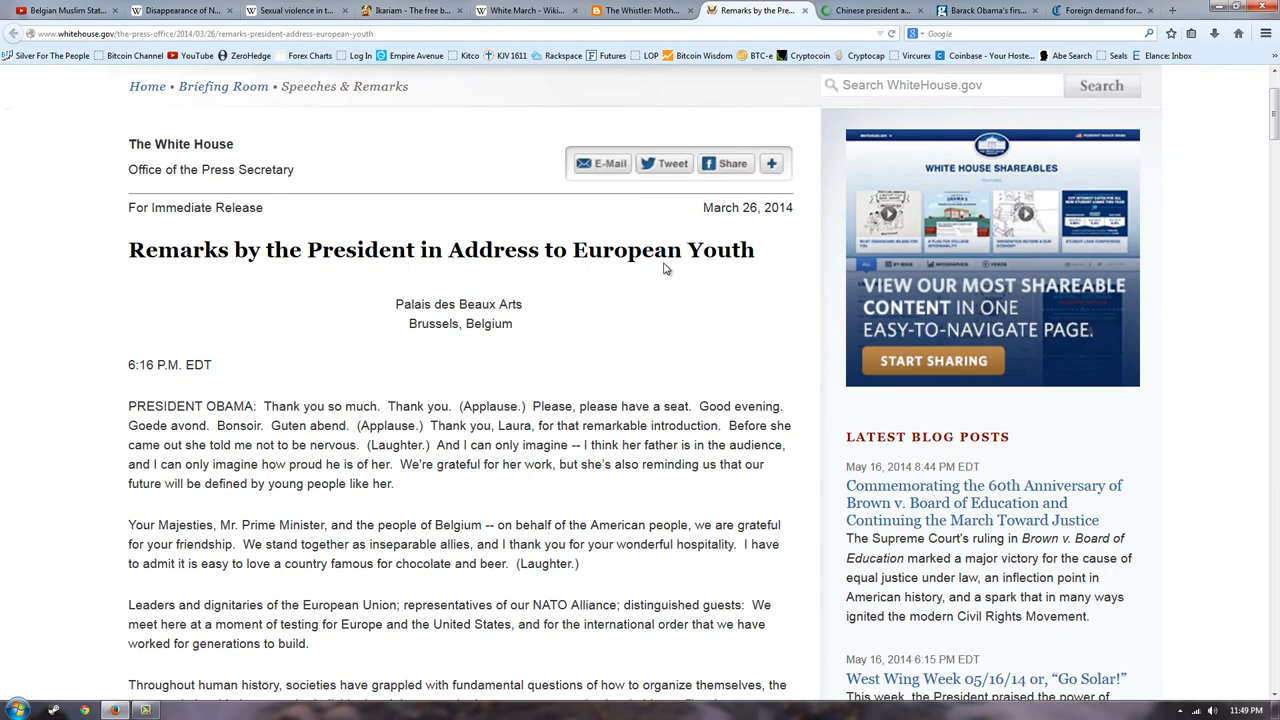 Belgian Muslim Stat...
Disappearance of N...
Sexual violence in t...
Ikariam - The free b...
White March - Wiki...
The Whistler: Moth...
Remarks by the Pre...
Chinese president a...
Barack Obama's firs...
Foreign demand for...
www.whitehouse.gov/the-press-office/2014/03/26/remarks-president-address-european-youth
Google
Silver For The People
Bitcoin Channel
YouTube
ZeroHedge
Forex Charts
Log In
Empire Avenue
Kitco
KJV 1611
Rackspace
Futures
LOP
Bitcoin Wisdom
BTC-e
Cryptocoin
Cryptocap
Vircurex
Coinbase - Your Hoste...
Abe Search
Seals
Elance: Inbox
Home • Briefing Room • Speeches & Remarks
Search WhiteHouse.gov
Search
The White House
Office of the Press Secretary
E-Mail
Tweet
Share
For Immediate Release
March 26, 2014
Remarks by the President in Address to European Youth
Palais des Beaux Arts
Brussels, Belgium
6:16 P.M. EDT
PRESIDENT OBAMA: Thank you so much. Thank you. (Applause.) Please, please have a seat. Good evening.
Goede avond. Bonsoir. Guten abend. (Applause.) Thank you, Laura, for that remarkable introduction. Before she
came out she told me not to be nervous. (Laughter.) And I can only imagine -- I think her father is in the audience,
and I can only imagine how proud he is of her. We're grateful for her work, but she's also reminding us that our
future will be defined by young people like her.
Your Majesties, Mr. Prime Minister, and the people of Belgium -- on behalf of the American people, we are grateful
for your friendship. We stand together as inseparable allies, and I thank you for your wonderful hospitality. I have
to admit it is easy to love a country famous for chocolate and beer. (Laughter.)
Leaders and dignitaries of the European Union; representatives of our NATO Alliance; distinguished guests: We
meet here at a moment of testing for Europe and the United States, and for the international order that we have
worked for generations to build.
Throughout human history, societies have grappled with fundamental questions of how to organize themselves, the
WHITE HOUSE SHAREABLES
VIEW OUR MOST SHAREABLE
CONTENT IN ONE
EASY-TO-NAVIGATE PAGE.
START SHARING
LATEST BLOG POSTS
May 16, 2014 8:44 PM EDT
Commemorating the 60th Anniversary of
Brown v. Board of Education and
Continuing the March Toward Justice
The Supreme Court's ruling in Brown v. Board of
Education marked a major victory for the cause of
equal justice under law, an inflection point in
American history, and a spark that in many ways
ignited the modern Civil Rights Movement.
May 16, 2014 6:15 PM EDT
West Wing Week 05/16/14 or, “Go Solar!”
This week, the President praised the power of
11:49 PM